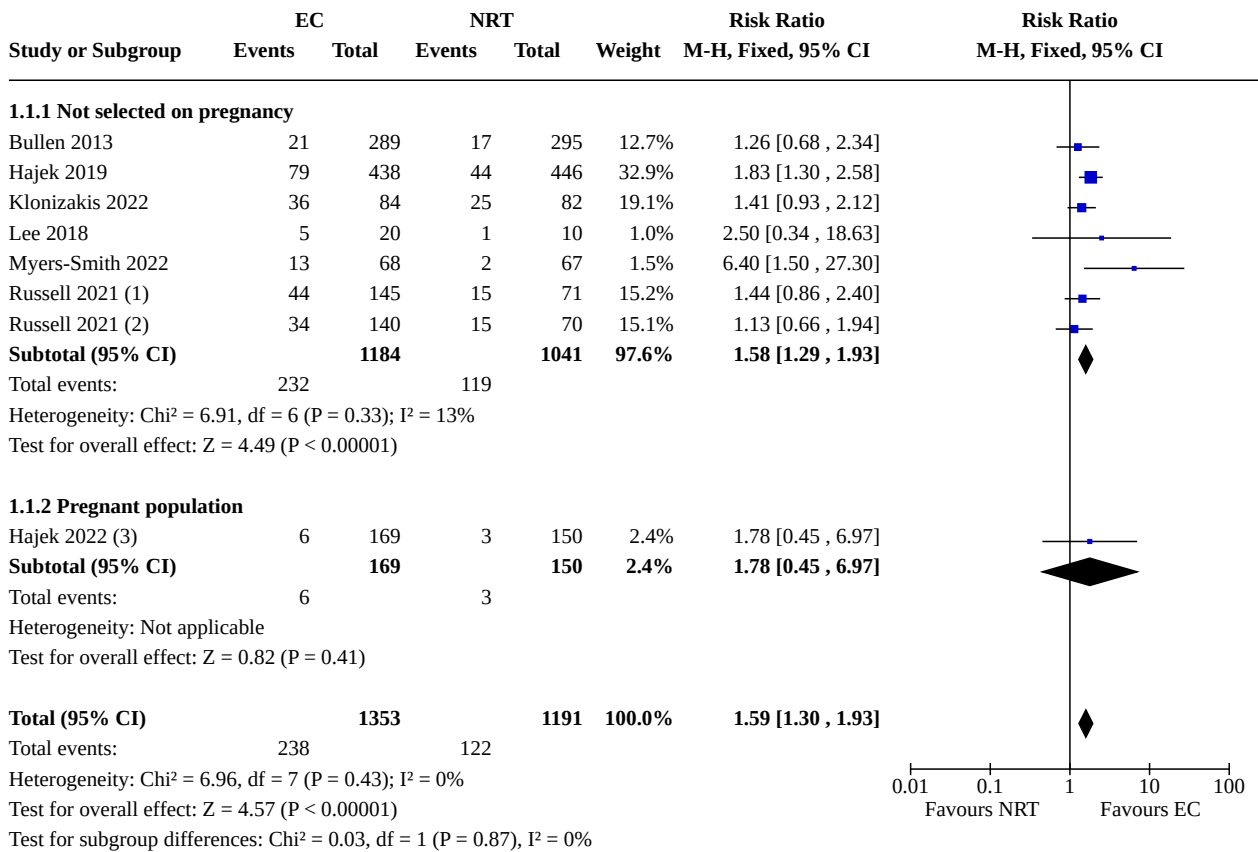 EC NRT Risk Ratio Risk Ratio
Study or Subgroup Events Total Events Total Weight M-H, Fixed, 95% CI M-H, Fixed, 95% CI
1.1.1 Not selected on pregnancy
Bullen 2013 21 289 17 295 12.7% 1.26 [0.68 , 2.34]
Hajek 2019 79 438 44 446 32.9% 1.83 [1.30 , 2.58]
Klonizakis 2022 36 84 25 82 19.1% 1.41 [0.93 , 2.12]
Lee 2018 5 20 1 10 1.0% 2.50 [0.34 , 18.63]
Myers-Smith 2022 13 68 2 67 1.5% 6.40 [1.50 , 27.30]
Russell 2021 (1) 44 145 15 71 15.2% 1.44 [0.86 , 2.40]
Russell 2021 (2) 34 140 15 70 15.1% 1.13 [0.66 , 1.94]
Subtotal (95% CI) 1184 1041 97.6% 1.58 [1.29 , 1.93]
Total events: 232 119
Heterogeneity: Chi² = 6.91, df = 6 (P = 0.33); I² = 13%
Test for overall effect: Z = 4.49 (P < 0.00001)
1.1.2 Pregnant population
Hajek 2022 (3) 6 169 3 150 2.4% 1.78 [0.45 , 6.97]
Subtotal (95% CI) 169 150 2.4% 1.78 [0.45 , 6.97]
Total events: 6 3
Heterogeneity: Not applicable
Test for overall effect: Z = 0.82 (P = 0.41)
Total (95% CI) 1353 1191 100.0% 1.59 [1.30 , 1.93]
Total events: 238 122
Heterogeneity: Chi² = 6.96, df = 7 (P = 0.43); I² = 0%
0.01 0.1 1 10 100
Test for overall effect: Z = 4.57 (P < 0.00001)
Favours NRT Favours EC
Test for subgroup differences: Chi² = 0.03, df = 1 (P = 0.87), I² = 0%